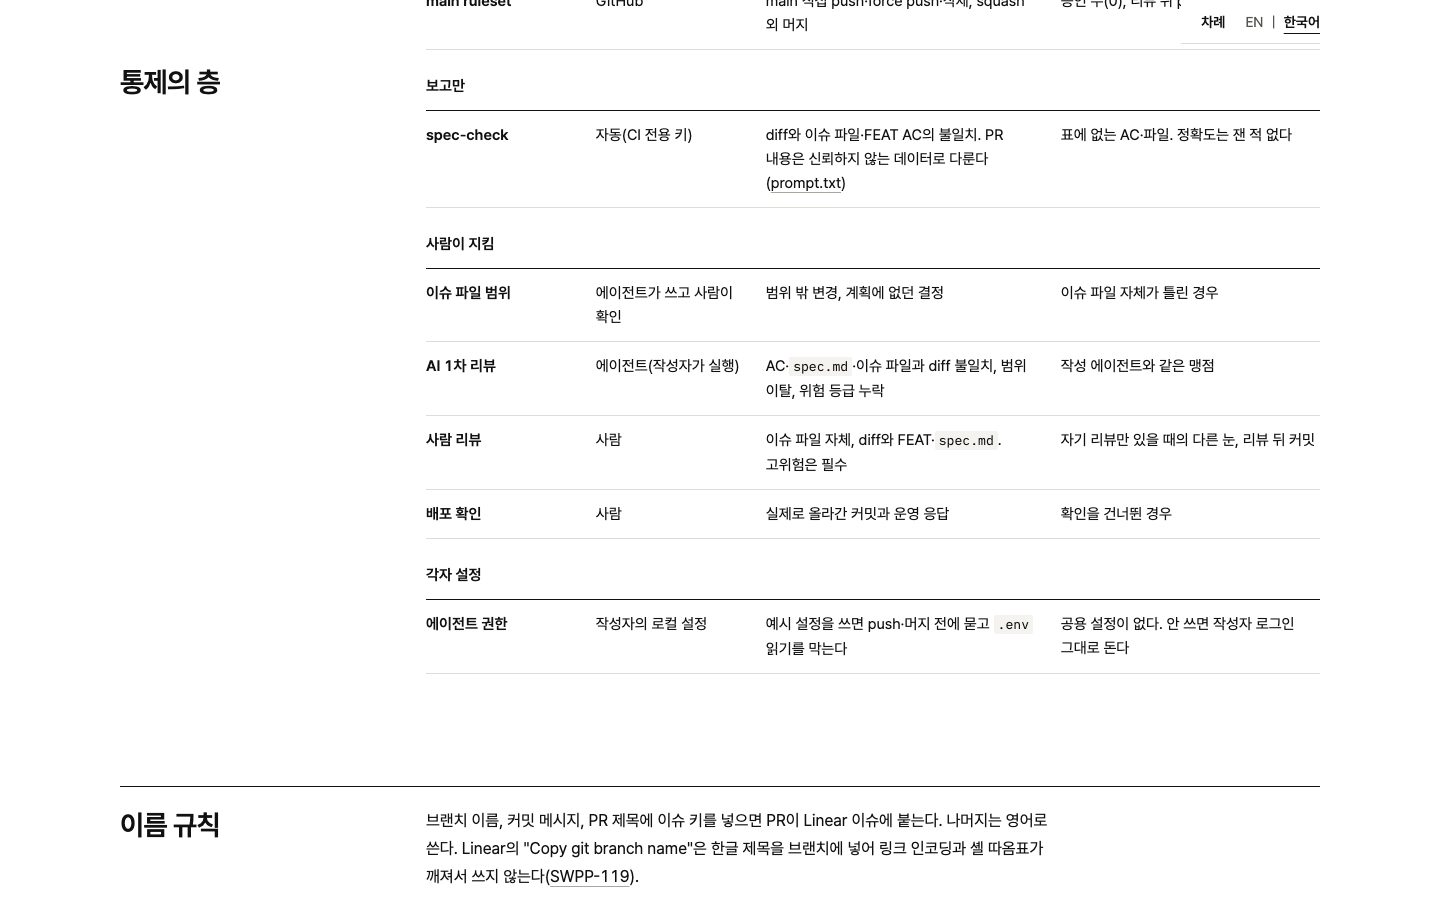 main ruleset
GitHub
main 직접 push·force push·삭제, squash
외 머지
차례 EN | 한국어
통제의 층
보고만
spec-check
자동(CI 전용 키)
diff와 이슈 파일·FEAT AC의 불일치. PR
내용은 신뢰하지 않는 데이터로 다룬다
(prompt.txt)
표에 없는 AC·파일. 정확도는 잰 적 없다
사람이 지킴
이슈 파일 범위
에이전트가 쓰고 사람이
확인
범위 밖 변경, 계획에 없던 결정
이슈 파일 자체가 틀린 경우
AI 1차 리뷰
에이전트(작성자가 실행)
AC·spec.md·이슈 파일과 diff 불일치, 범위
이탈, 위험 등급 누락
작성 에이전트와 같은 맹점
사람 리뷰
사람
이슈 파일 자체, diff와 FEAT·spec.md.
고위험은 필수
자기 리뷰만 있을 때의 다른 눈, 리뷰 뒤 커밋
배포 확인
사람
실제로 올라간 커밋과 운영 응답
확인을 건너뛴 경우
각자 설정
에이전트 권한
작성자의 로컬 설정
예시 설정을 쓰면 push·머지 전에 묻고 .env
읽기를 막는다
공용 설정이 없다. 안 쓰면 작성자 로그인
그대로 돈다
이름 규칙
브랜치 이름, 커밋 메시지, PR 제목에 이슈 키를 넣으면 PR이 Linear 이슈에 붙는다. 나머지는 영어로
쓴다. Linear의 "Copy git branch name"은 한글 제목을 브랜치에 넣어 링크 인코딩과 셸 따옴표가
깨져서 쓰지 않는다(SWPP-119).